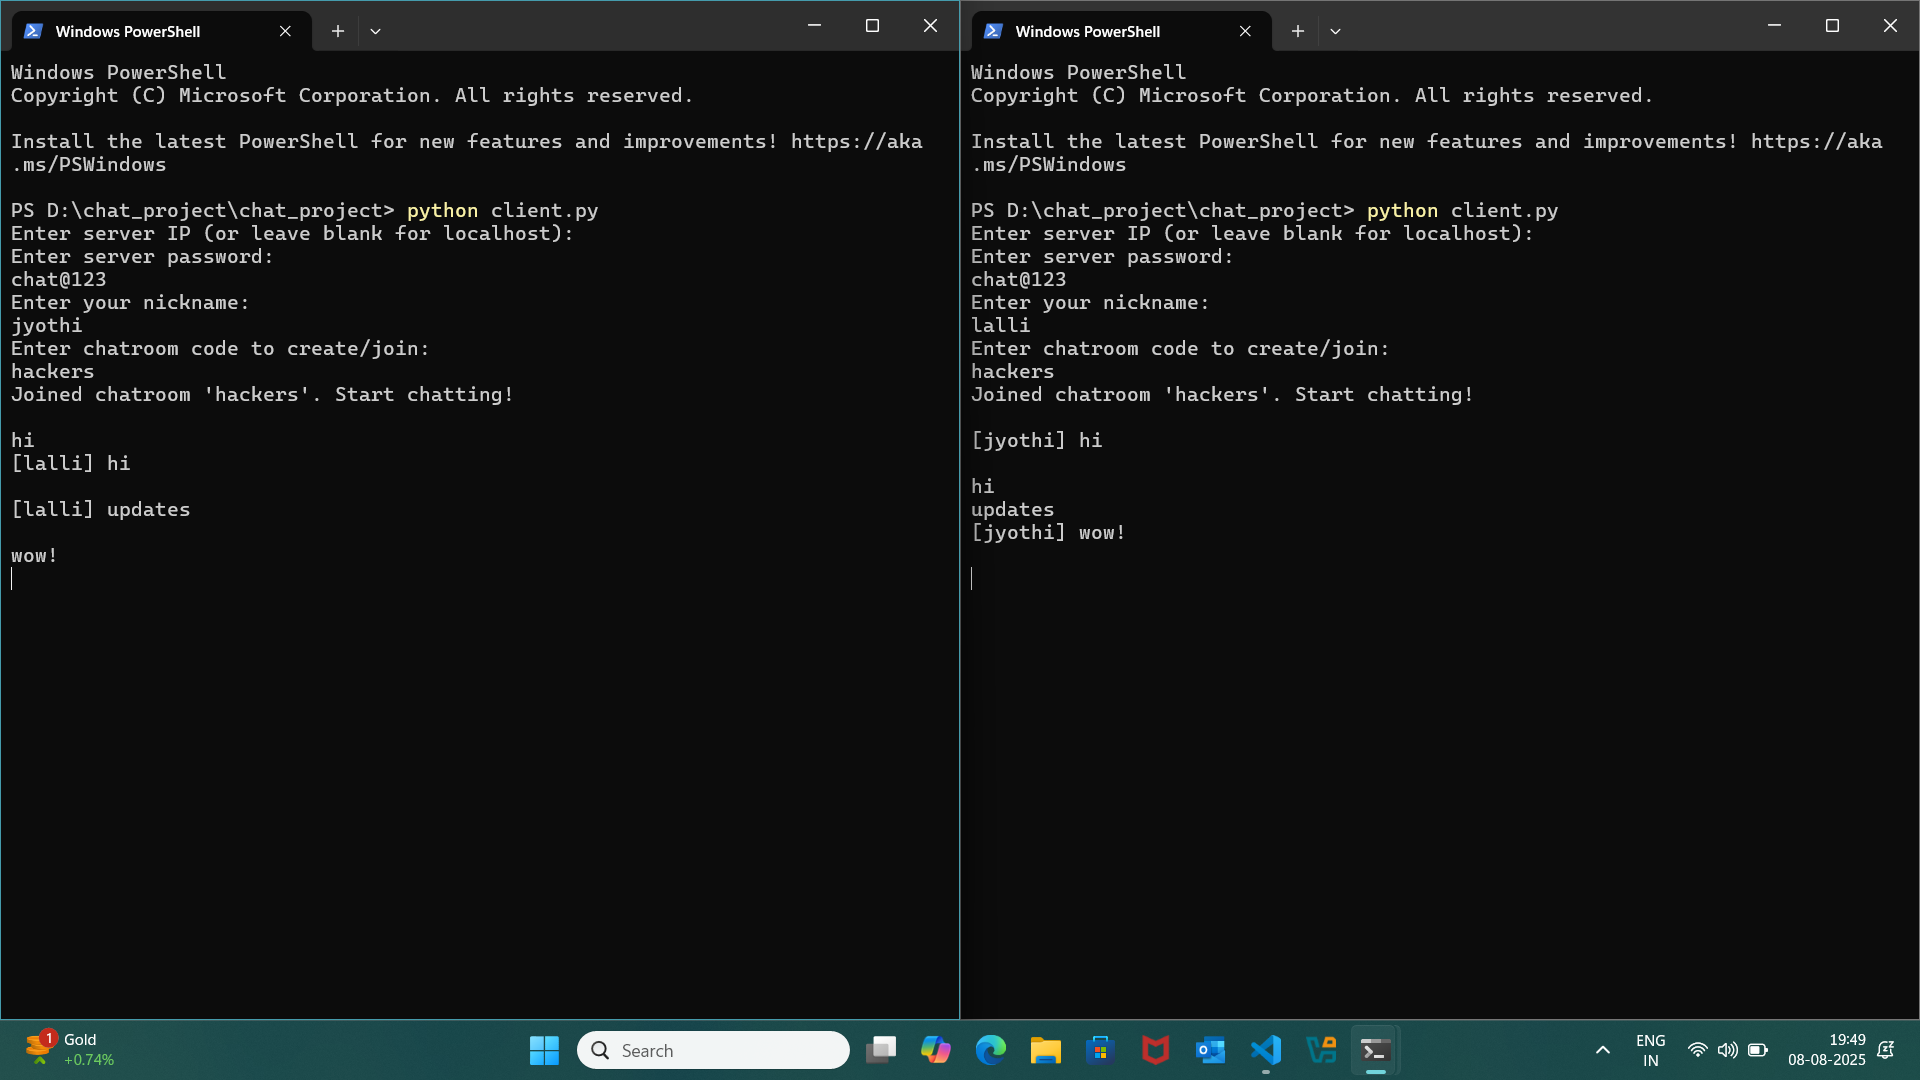 Windows PowerShell
Windows PowerShell
Copyright (C) Microsoft Corporation. All rights reserved.
Install the latest PowerShell for new features and improvements! https://aka
.ms/PSWindows
PS D:\chat_project\chat_project> python client.py
Enter server IP (or leave blank for localhost):
Enter server password:
chat@123
Enter your nickname:
jyothi
Enter chatroom code to create/join:
hackers
Joined chatroom 'hackers'. Start chatting!
hi
[lalli] hi
[lalli] updates
wow!
Windows PowerShell
Windows PowerShell
Copyright (C) Microsoft Corporation. All rights reserved.
Install the latest PowerShell for new features and improvements! https://aka
.ms/PSWindows
PS D:\chat_project\chat_project> python client.py
Enter server IP (or leave blank for localhost):
Enter server password:
chat@123
Enter your nickname:
lalli
Enter chatroom code to create/join:
hackers
Joined chatroom 'hackers'. Start chatting!
[jyothi] hi
hi
updates
[jyothi] wow!
1
Gold
+0.74%
Search
ENG
IN
19:49
08-08-2025